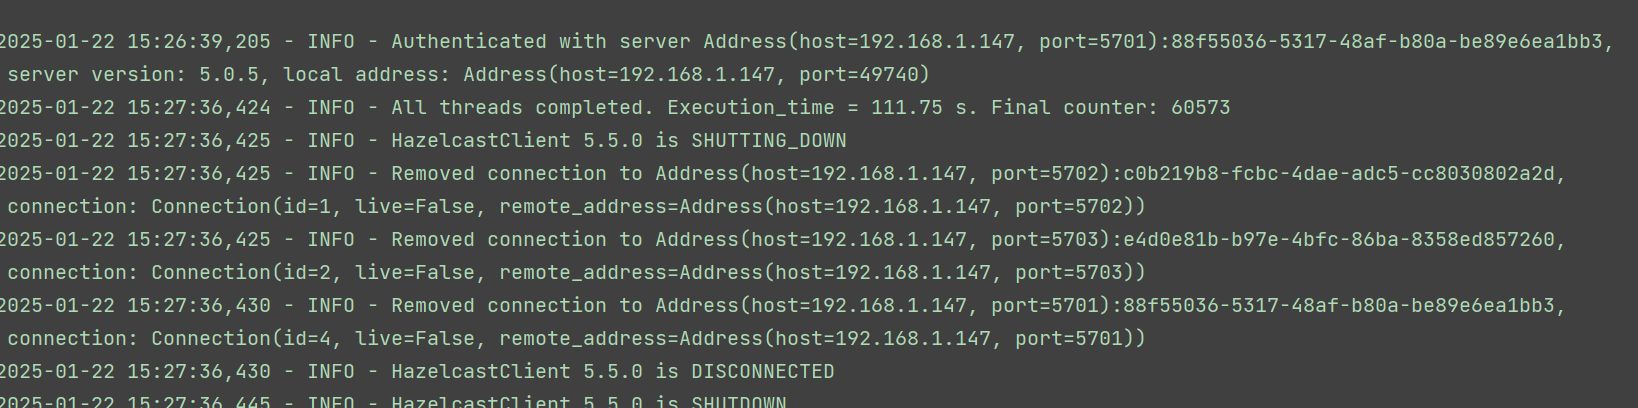 2025-01-22 15:26:39,205 - INFO - Authenticated with server Address(host=192.168.1.147, port=5701):88f55036-5317-48af-b80a-be89e6ea1bb3,
server version: 5.0.5, local address: Address(host=192.168.1.147, port=49740)
2025-01-22 15:27:36,424 - INFO - All threads completed. Execution_time = 111.75 s. Final counter: 60573
2025-01-22 15:27:36,425 - INFO - HazelcastClient 5.5.0 is SHUTTING_DOWN
2025-01-22 15:27:36,425 - INFO - Removed connection to Address(host=192.168.1.147, port=5702):c0b219b8-fcbc-4dae-adc5-cc8030802a2d,
connection: Connection(id=1, live=False, remote_address=Address(host=192.168.1.147, port=5702))
2025-01-22 15:27:36,425 - INFO - Removed connection to Address(host=192.168.1.147, port=5703):e4d0e81b-b97e-4bfc-86ba-8358ed857260,
connection: Connection(id=2, live=False, remote_address=Address(host=192.168.1.147, port=5703))
2025-01-22 15:27:36,430 - INFO - Removed connection to Address(host=192.168.1.147, port=5701):88f55036-5317-48af-b80a-be89e6ea1bb3,
connection: Connection(id=4, live=False, remote_address=Address(host=192.168.1.147, port=5701))
2025-01-22 15:27:36,430 - INFO - HazelcastClient 5.5.0 is DISCONNECTED
2025-01-22 15:27:36,445 - INFO - HazelcastClient 5.5.0 is SHUTDOWN